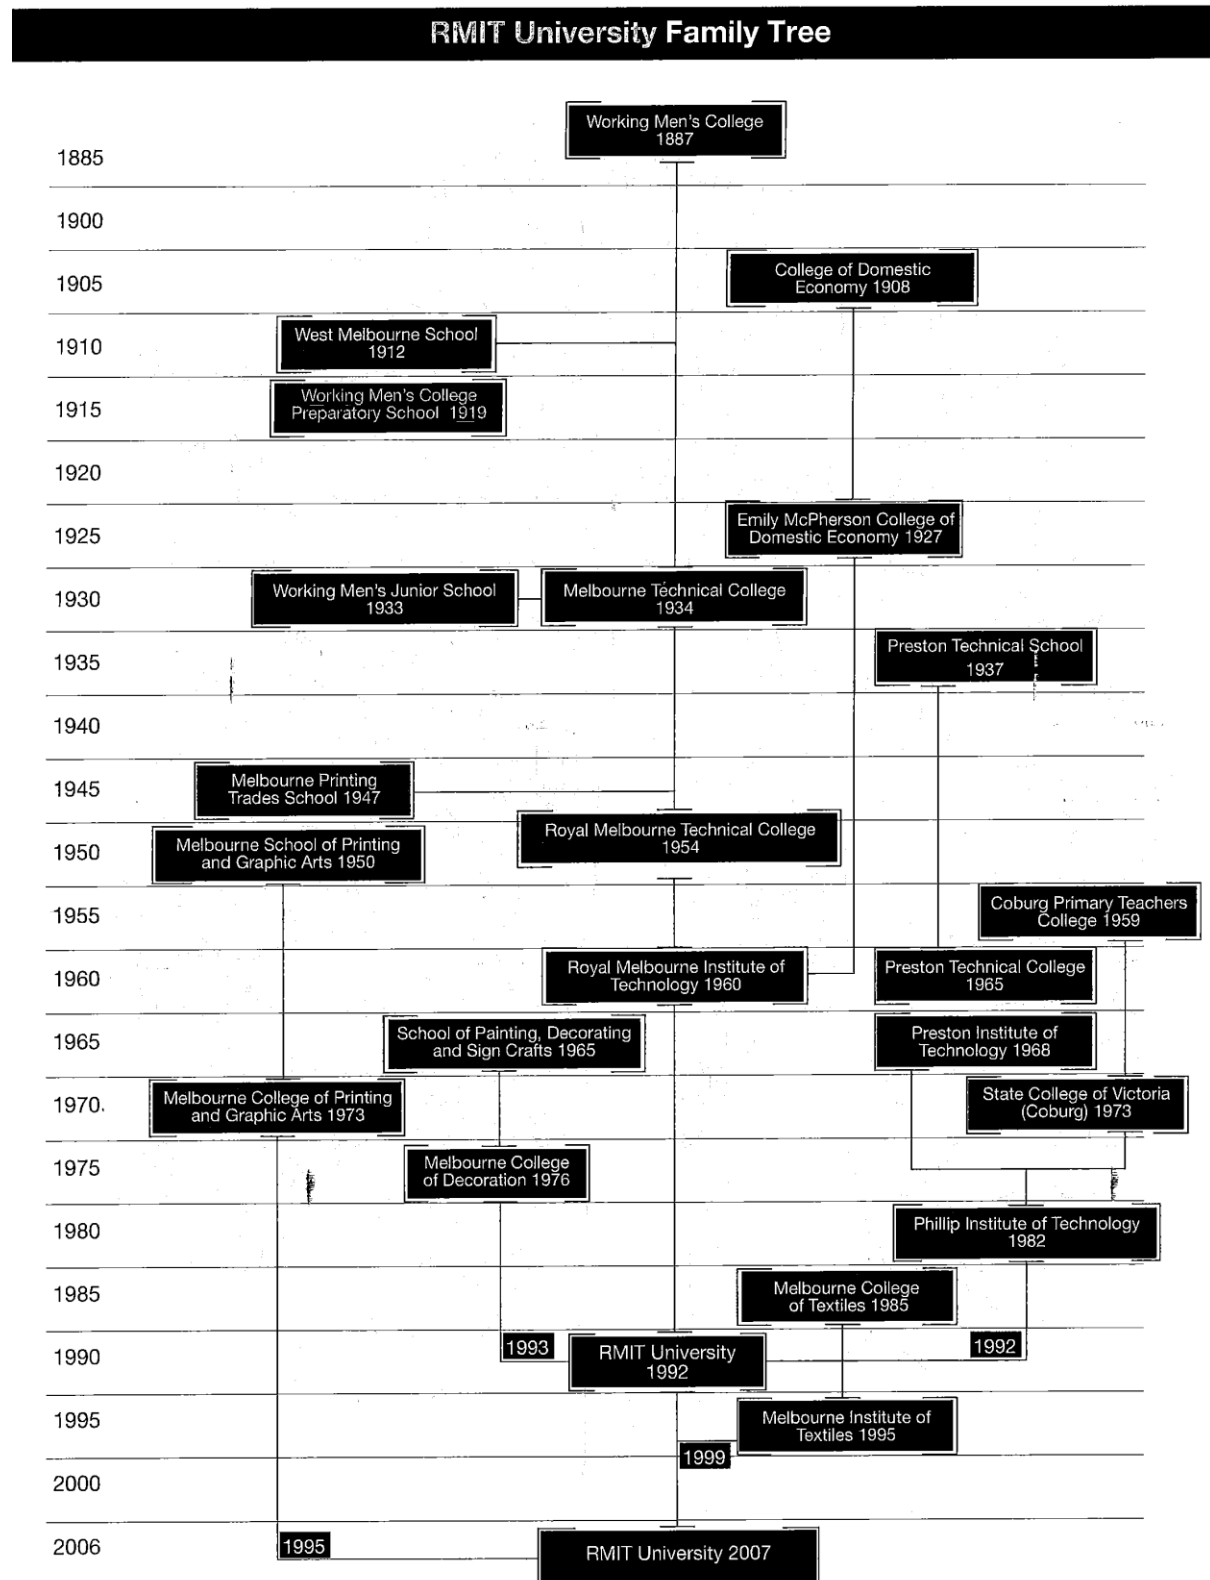 RMIT University Family Tree
Working Men's College
1887
1885
1900
College of Domestic
Economy 1908
1905
West Melbourne School
1912
1910
Working Men's College
Preparatory School 1919
1915
1920
Emily McPherson College of
Domestic Economy 1927
1925
Working Men's Junior School
1933
Melbourne Technical College
1934
1930
Preston Technical School
1937
1935
1940
Melbourne Printing
Trades School 1947
1945
Royal Melbourne Technical College
1954
Melbourne School of Printing
and Graphic Arts 1950
1950
Coburg Primary Teachers
College 1959
1955
Royal Melbourne Institute of
Technology 1960
Preston Technical College
1965
1960
School of Painting, Decorating
and Sign Crafts 1965
Preston Institute of
Technology 1968
1965
Melbourne College of Printing
and Graphic Arts 1973
State College of Victoria
(Coburg) 1973
1970.
Melbourne College
of Decoration 1976
1975
Phillip Institute of Technology
1982
1980
Melbourne College
of Textiles 1985
1985
1993
RMIT University
1992
1992
1990
Melbourne Institute of
Textiles 1995
1995
1999
2000
2006
1995
RMIT University 2007